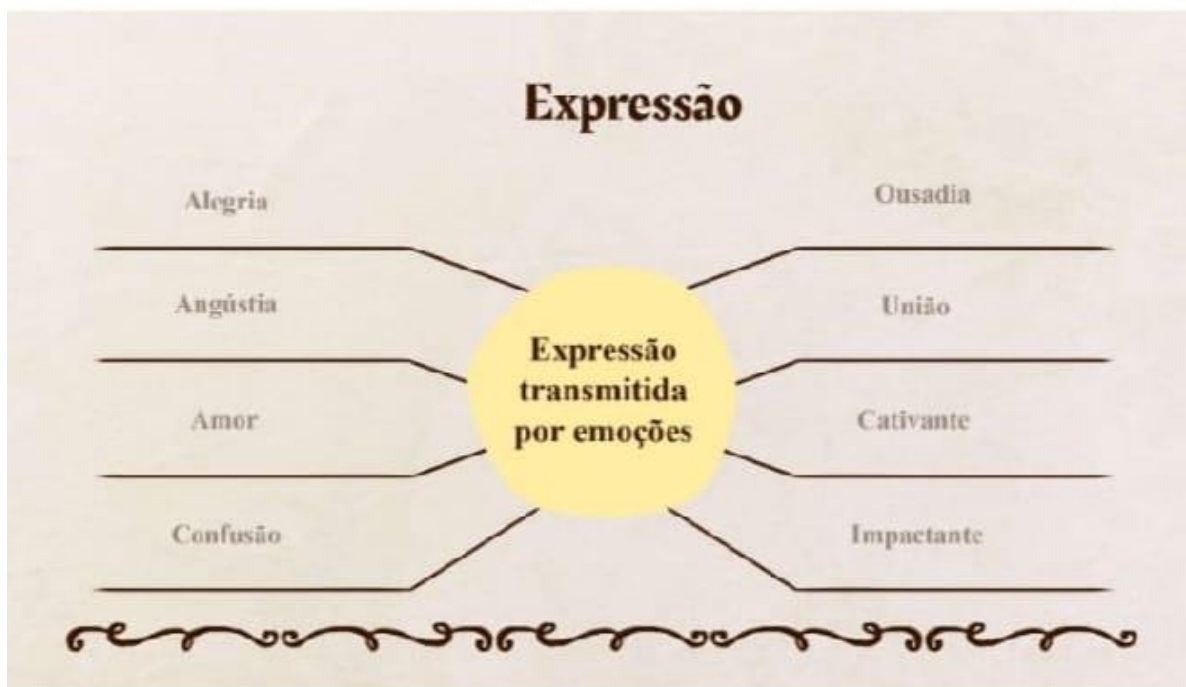 Expressão
Alegria
Angústia
Amor
Confusão
Expressão
transmitida
por emoções
Ousadia
União
Cativante
Impactante